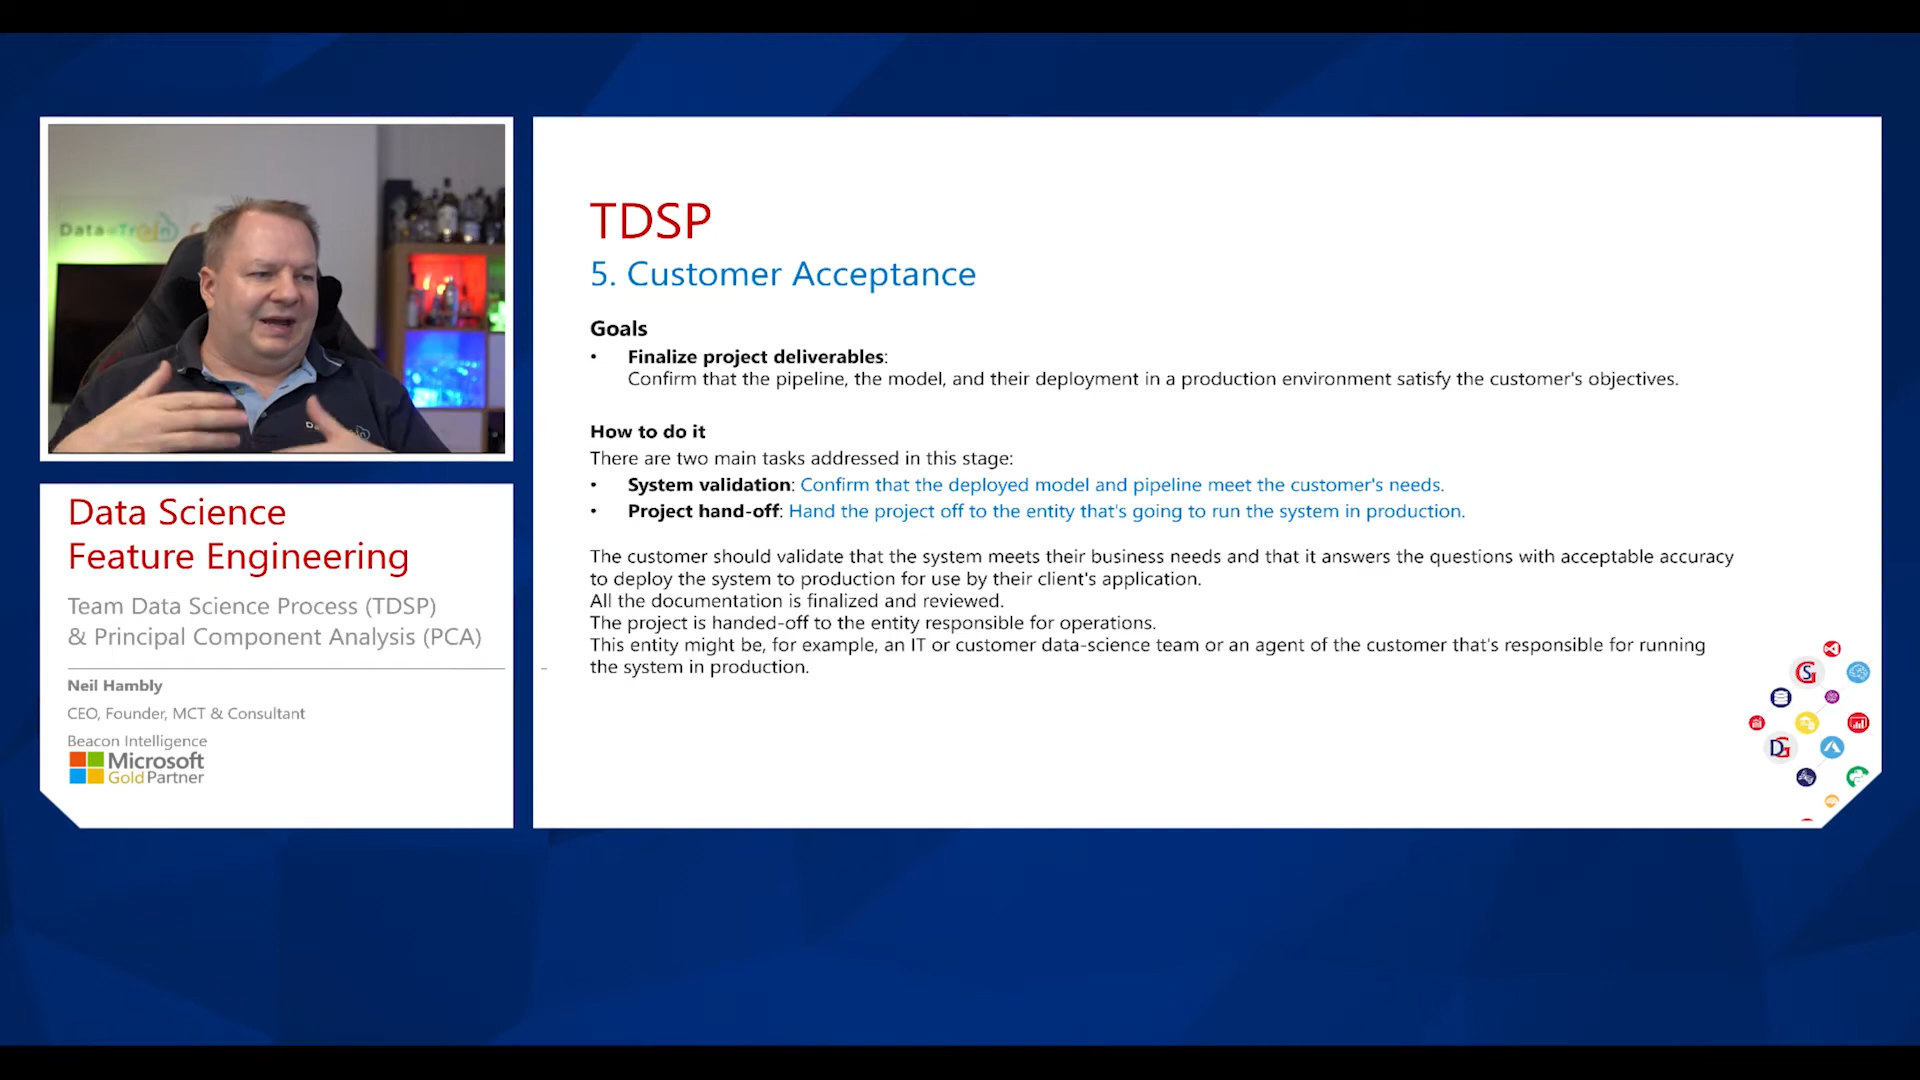 Data Train
Data Science
Feature Engineering
Team Data Science Process (TDSP)
& Principal Component Analysis (PCA)
Neil Hambly
CEO, Founder, MCT & Consultant
Beacon Intelligence
Microsoft
Gold Partner
TDSP
5. Customer Acceptance
Goals
• Finalize project deliverables:
Confirm that the pipeline, the model, and their deployment in a production environment satisfy the customer's objectives.
How to do it
There are two main tasks addressed in this stage:
• System validation: Confirm that the deployed model and pipeline meet the customer's needs.
• Project hand-off: Hand the project off to the entity that's going to run the system in production.
The customer should validate that the system meets their business needs and that it answers the questions with acceptable accuracy
to deploy the system to production for use by their client's application.
All the documentation is finalized and reviewed.
The project is handed-off to the entity responsible for operations.
This entity might be, for example, an IT or customer data-science team or an agent of the customer that's responsible for running
the system in production.